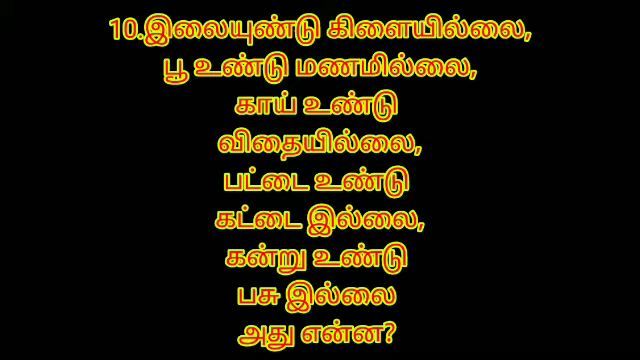 10.இலையுண்டு கிளையில்லை,
பூ உண்டு மணமில்லை,
காய் உண்டு
விதையில்லை,
பட்டை உண்டு
கட்டை இல்லை,
கன்று உண்டு
பசு இல்லை
அது என்ன?